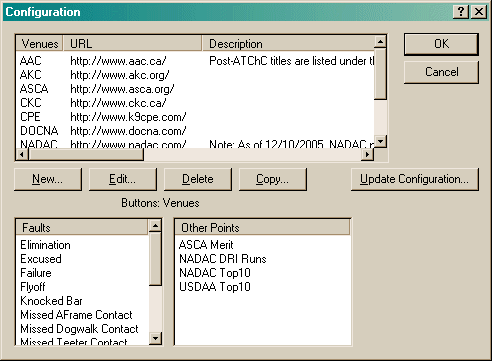 Configuration
Venues URL Description
OK
AAC http://www.aac.ca/ Post-ATChC titles are listed under
AKC http://www.akc.org/
Cancel
ASCA http://www.asca.org/
CKC http://www.ckc.ca/
CPE http://www.k9cpe.com/
DOCNA http://www.docna.com/
NADAC http://www.nadac.com/ Note: As of 12/10/2005, NADAC
New... Edit... Delete Copy... Update Configuration...
Buttons: Venues
Faults
Elimination
Excused
Failure
Flyoff
Knocked Bar
Missed AFrame Contact
Missed Dogwalk Contact
Missed Teeter Contact
Other Points
ASCA Merit
NADAC DRI Runs
NADAC Top10
USDAA Top10